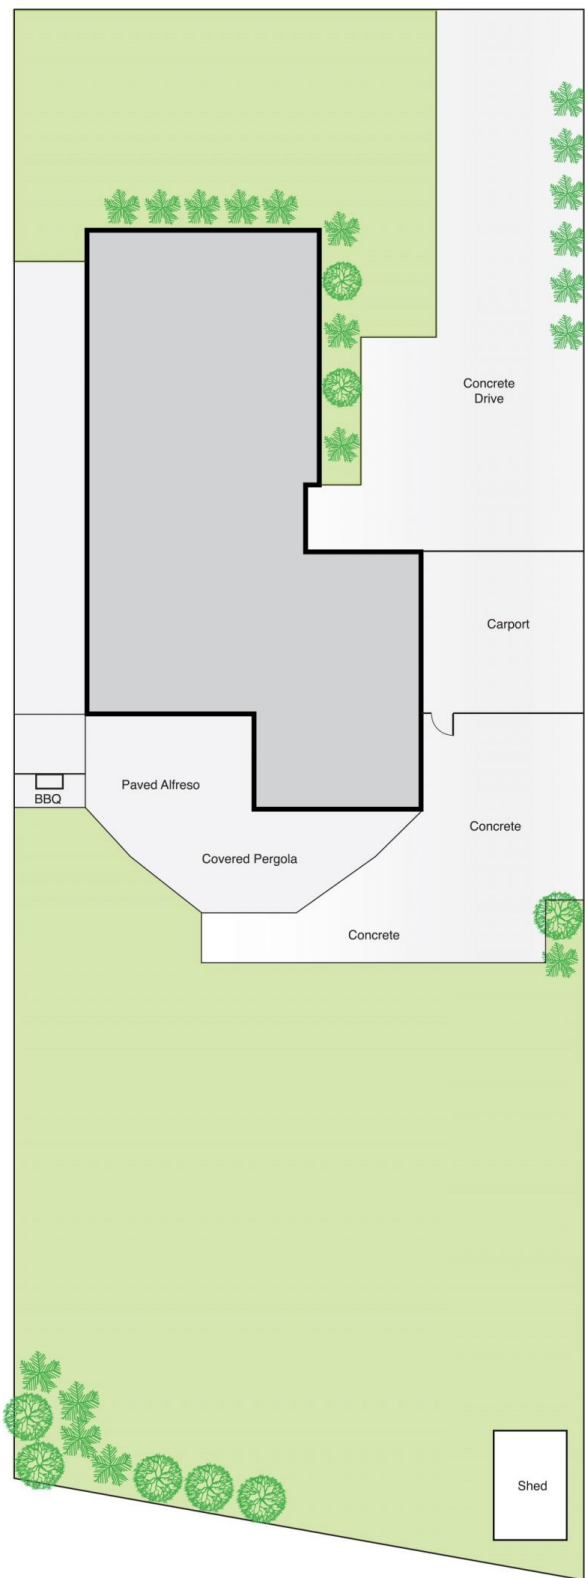 Concrete
Drive
Carport
Paved Alfreso
BBQ
Concrete
Covered Pergola
Concrete
Shed